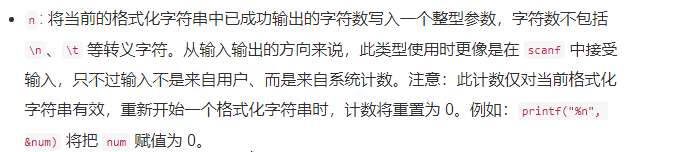 • n：将当前的格式化字符串中已成功输出的字符数写入一个整型参数，字符数不包括
\n、\t 等转义字符。从输入输出的方向来说，此类型使用时更像是在 scanf 中接受
输入，只不过输入不是来自用户、而是来自系统计数。注意：此计数仅对当前格式化
字符串有效，重新开始一个格式化字符串时，计数将重置为 0。例如：printf("%n",
&num) 将把 num 赋值为 0。